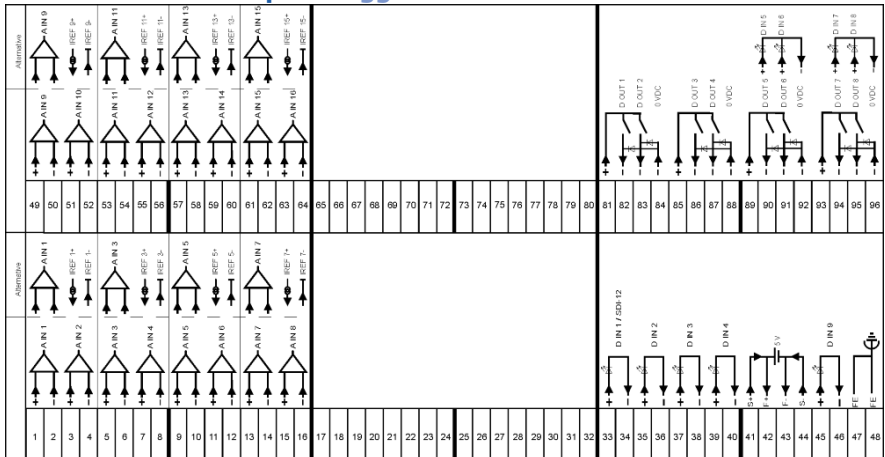 Alternative
A IN 9
IREF 9+
IREF 9-
A IN 11
IREF 11+
IREF 11-
A IN 13
IREF 13+
IREF 13-
A IN 15
IREF 15+
IREF 15-
D IN 5
D IN 6
D IN 7
D IN 8
A IN 9
A IN 10
A IN 11
A IN 12
A IN 13
A IN 14
A IN 15
A IN 16
D OUT 1
D OUT 2
0 VDC
D OUT 3
D OUT 4
0 VDC
D OUT 5
D OUT 6
0 VDC
D OUT 7
D OUT 8
0 VDC
49 50 51 52 53 54 55 56 57 58 59 60 61 62 63 64 65 66 67 68 69 70 71 72 73 74 75 76 77 78 79 80 81 82 83 84 85 86 87 88 89 90 91 92 93 94 95 96
Alternative
A IN 1
IREF 1+
IREF 1-
A IN 3
IREF 3+
IREF 3-
A IN 5
IREF 5+
IREF 5-
A IN 7
IREF 7+
IREF 7-
A IN 1
A IN 2
A IN 3
A IN 4
A IN 5
A IN 6
A IN 7
A IN 8
D IN 1 / SDI-12
D IN 2
D IN 3
D IN 4
5 V
D IN 9
S+
F+
F-
S-
FE
FE
1 2 3 4 5 6 7 8 9 10 11 12 13 14 15 16 17 18 19 20 21 22 23 24 25 26 27 28 29 30 31 32 33 34 35 36 37 38 39 40 41 42 43 44 45 46 47 48